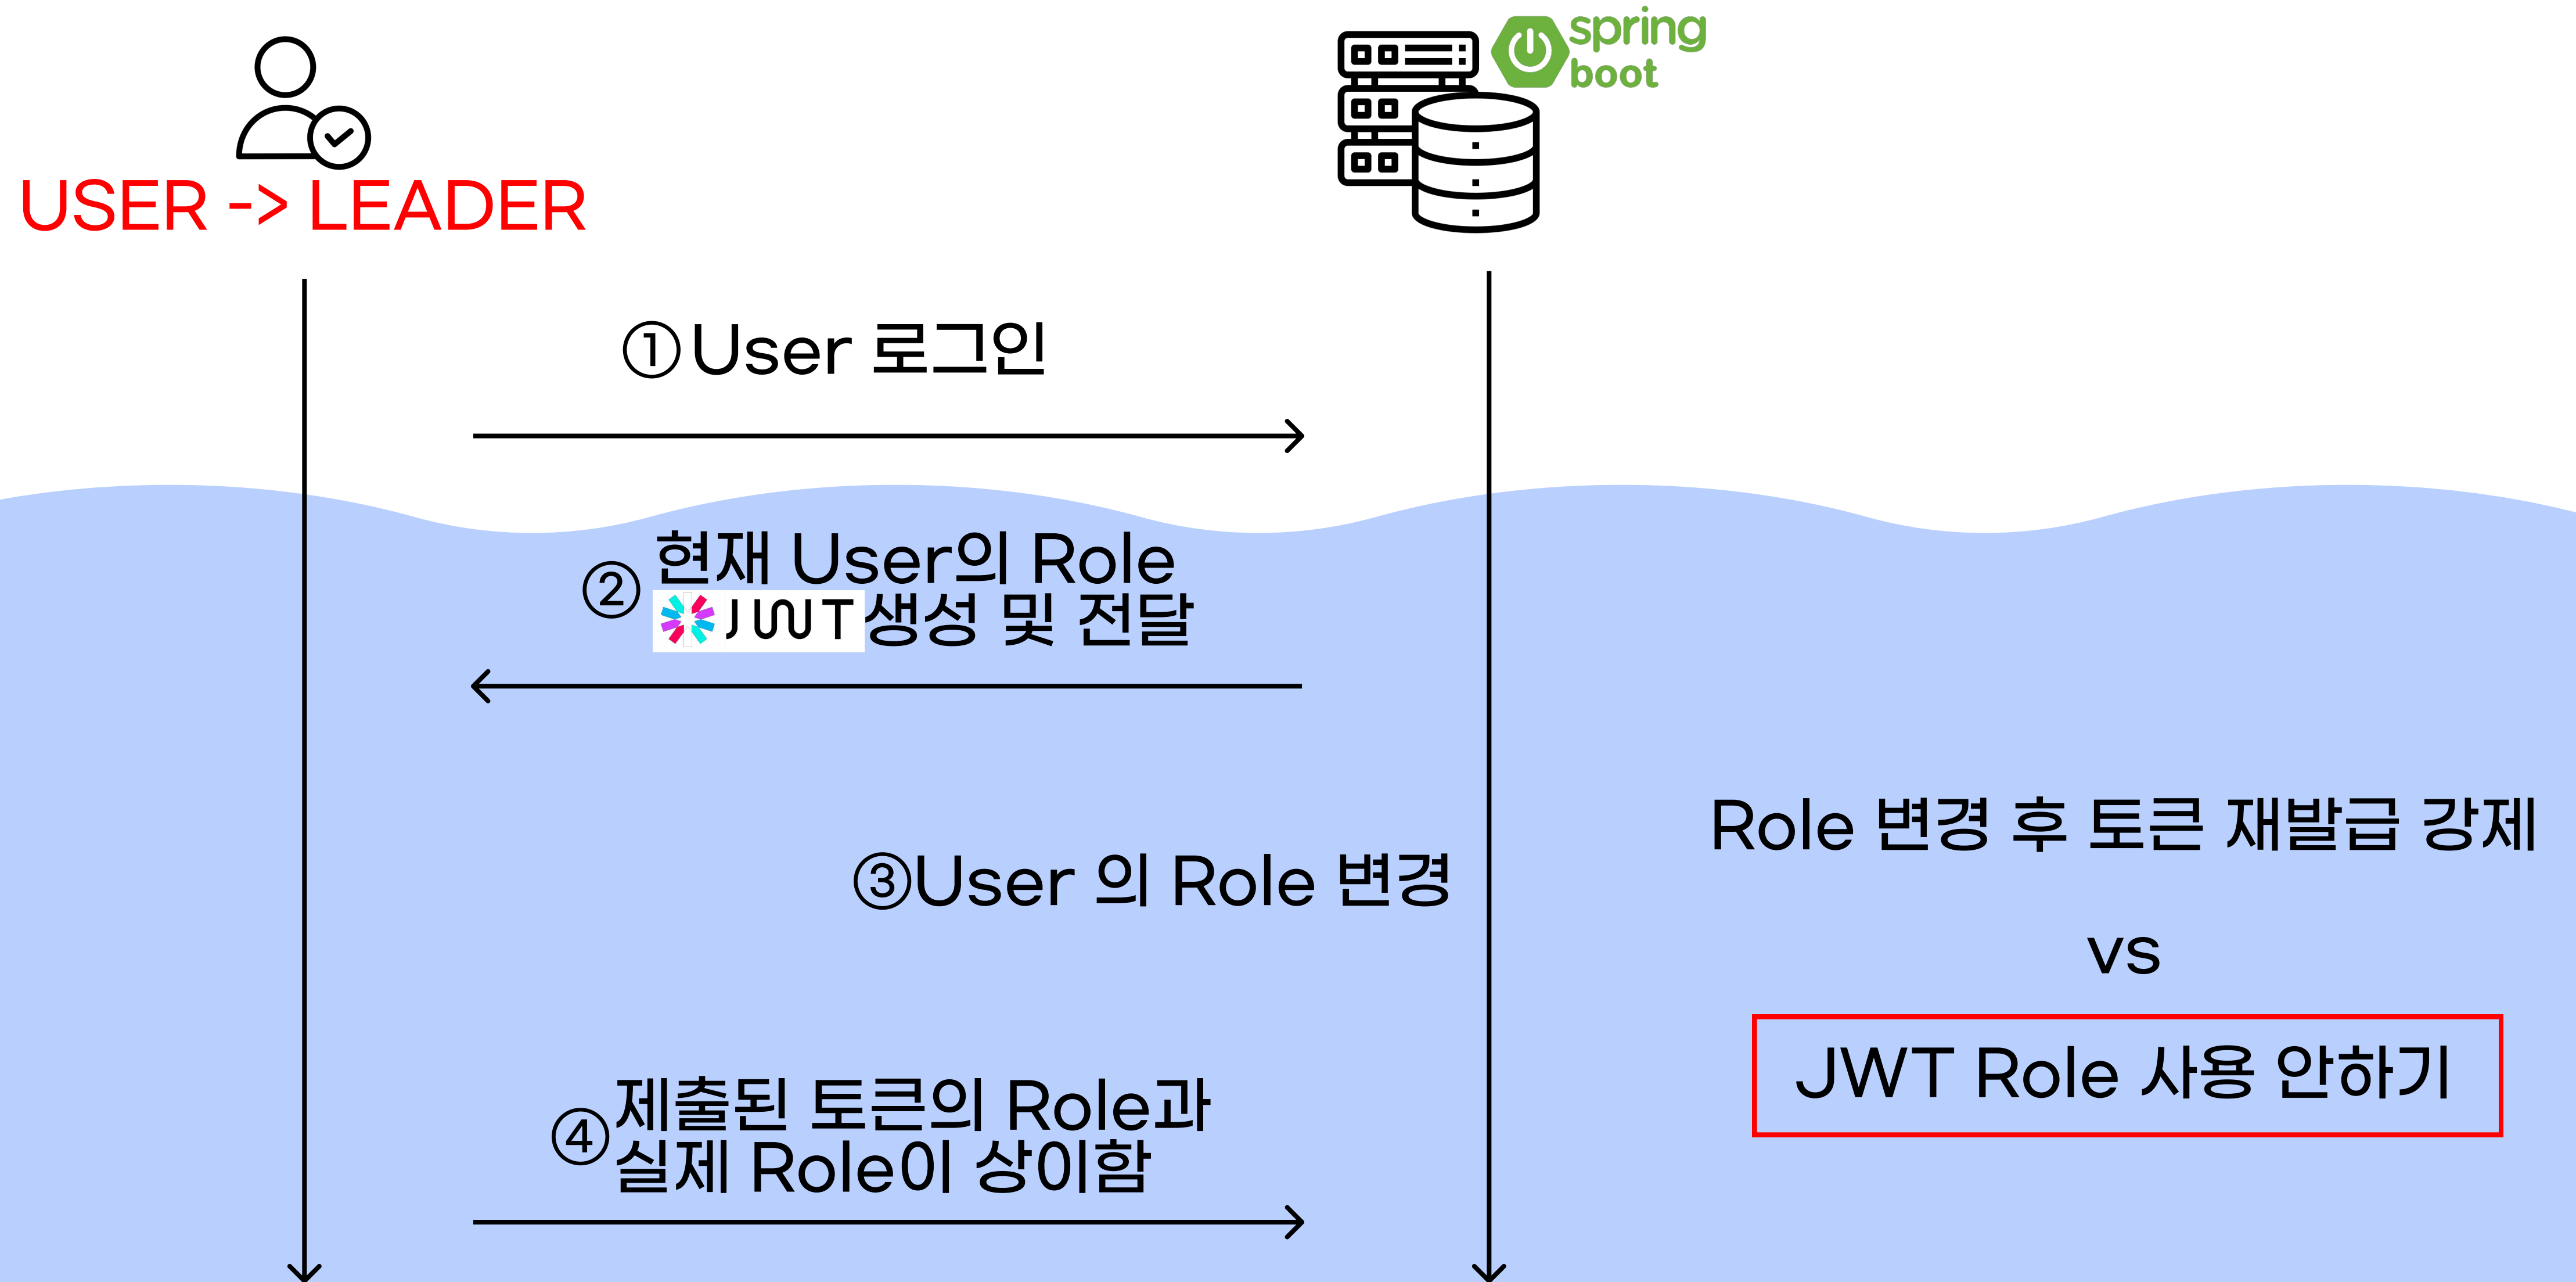 spring
boot
USER -> LEADER
①User 로그인
② 현재 User의 Role
JWT생성 및 전달
③User 의 Role 변경
Role 변경 후 토큰 재발급 강제
vs
JWT Role 사용 안하기
④ 제출된 토큰의 Role과
실제 Role이 상이함